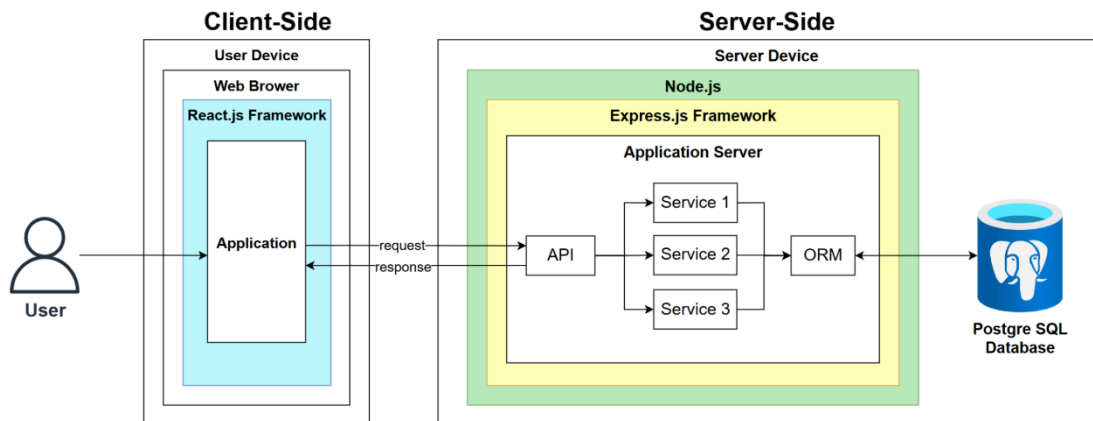 Client-Side
Server-Side
User Device
Server Device
Web Brower
Node.js
React.js Framework
Express.js Framework
Application Server
Service 1
Application
request
API
Service 2
ORM
response
Service 3
User
Postgre SQL
Database